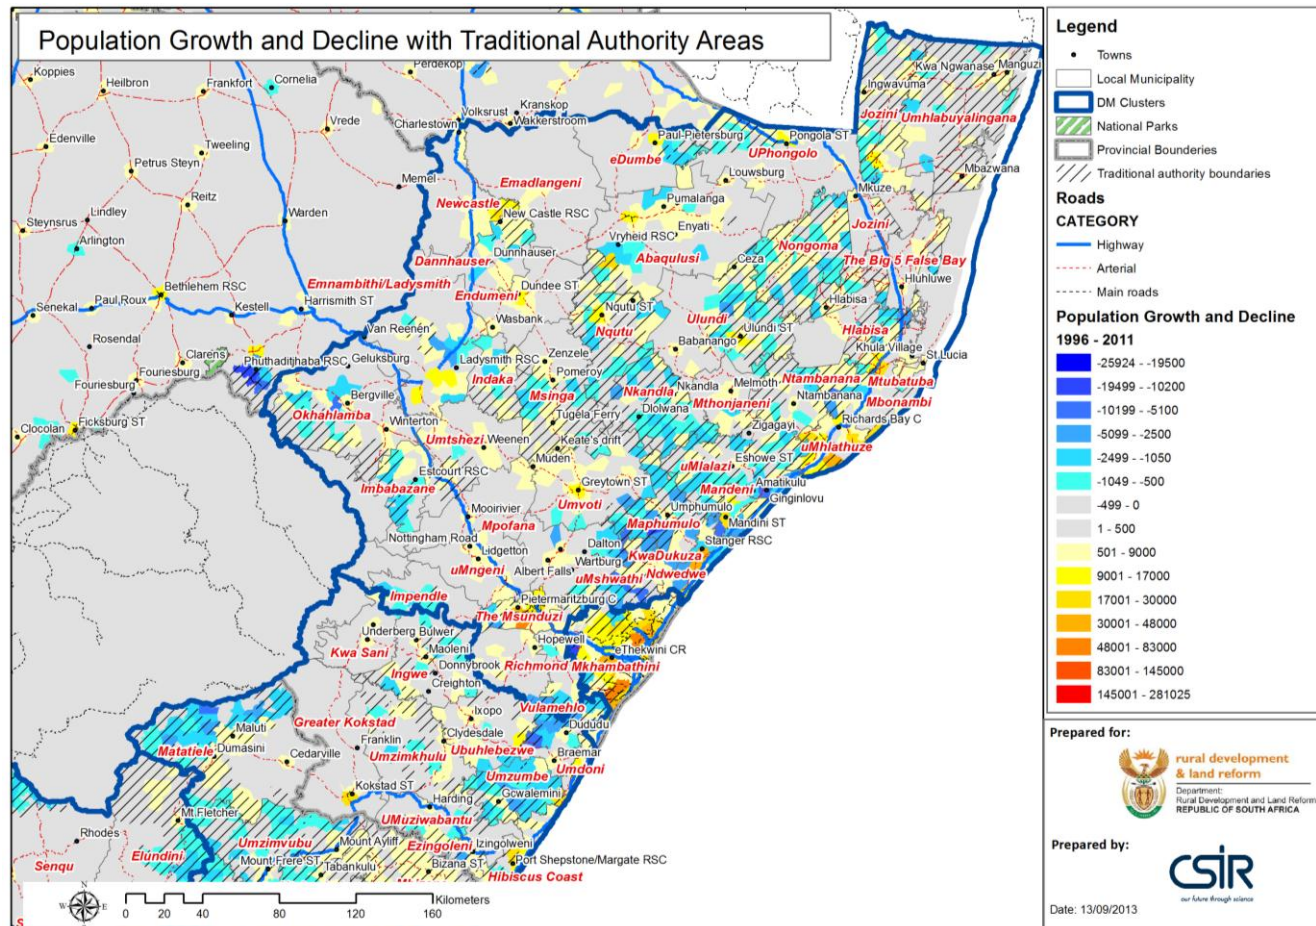 Population Growth and Decline with Traditional Authority Areas
Koppies
Heilbron
Frankfort
Cornelia
Perdekop
Kwa Ngwanase
Manguzi
Ingwavuma
Jozini
Umhlabuyalingana
Vrede
Volksrust
Kranskop
Charlestown
Wakkerstroom
Paul-Pietersburg
Pongola ST
Edenville
Tweeling
eDumbe
UPhongolo
Petrus Steyn
Memel
Louwsburg
Mbazwana
Reitz
Emadlangeni
Mkuze
Lindley
Warden
Newcastle
Pumalanga
Steynsrus
New Castle RSC
Enyati
Jozini
Arlington
Vryheid RSC
Nongoma
Dannhauser
Dunnhauser
Abaqulusi
The Big 5 False Bay
Ceza
Emnambithi/Ladysmith
Hluhluwe
Bethlehem RSC
Endumeni
Dundee ST
Senekal
Paul Roux
Kestell
Harrismith ST
Nqutu ST
Hlabisa
Van Reenen
Wasbank
Nqutu
Ulundi
Ulundi ST
Hlabisa
Rosendal
Babanango
Khula Village
Clarens
Phuthaditjhaba RSC
Geluksburg
Ladysmith RSC
Zenzele
St Lucia
Fouriesburg
Indaka
Pomeroy
Ntambanana
Mtubatuba
Fouriesburg
Msinga
Nkandla
Nkandla
Melmoth
Mbonambi
Bergville
Mthonjaneni
Ntambanana
Okhahlamba
Tugela Ferry
Dlolwana
Clocolan
Ficksburg ST
Winterton
Richards Bay C
Umtshezi
Weenen
Keate's drift
Zigagayi
uMhlathuze
Muden
uMlalazi
Eshowe ST
Estcourt RSC
Imbabazane
Greytown ST
Mandeni
Amatikulu
Umvoti
Ginginlovu
Mooirivier
Umphumulo
Mpofana
Maphumulo
Mandini ST
Nottingham Road
Dalton
Stanger RSC
Lidgetton
KwaDukuza
Albert Falls
Wartburg
uMngeni
uMshwathi
Ndwedwe
Impendle
Pietermaritzburg C
The Msunduzi
Underberg
Bulwer
Hopewell
eThekwini CR
Kwa Sani
Maoleni
Richmond
Mkhambathini
Donnybrook
Ingwe
Creighton
Vulamehlo
Greater Kokstad
Ixopo
Maluti
Clydesdale
Dududu
Matatiele
Dumasini
Franklin
Ubuhlebezwe
Cedarville
Umzimkhulu
Braemar
Umdoni
Umzumbe
Kokstad ST
Gcwalemini
Harding
Mt.Fletcher
UMuziwabantu
Rhodes
Umzimvubu
Mount Ayliff
Ezingoleni
Izingolweni
Elundini
Senqu
Mount Frere ST
Tabankulu
Bizana ST
Port Shepstone/Margate RSC
Hibiscus Coast
N
W
E
S
Kilometers
0 20 40 80 120 160
Legend
Towns
Local Municipality
DM Clusters
National Parks
Provincial Bounderies
Traditional authority boundaries
Roads
CATEGORY
Highway
Arterial
Main roads
Population Growth and Decline
1996 - 2011
-25924 - -19500
-19499 - -10200
-10199 - -5100
-5099 - -2500
-2499 - -1050
-1049 - -500
-499 - 0
1 - 500
501 - 9000
9001 - 17000
17001 - 30000
30001 - 48000
48001 - 83000
83001 - 145000
145001 - 281025
Prepared for:
rural development
& land reform
Department:
Rural Development and Land Reform
REPUBLIC OF SOUTH AFRICA
Prepared by:
CSIR
our future through science
Date: 13/09/2013